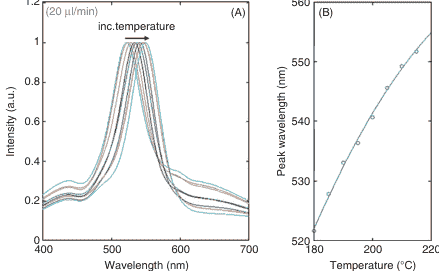 (20 µl/min)
(A)
inc.temperature
1.2
1
0.8
0.6
0.4
0.2
0
400
500
600
700
Intensity (a.u.)
Wavelength (nm)
(B)
560
550
540
530
520
180
200
220
Peak wavelength (nm)
Temperature (°C)